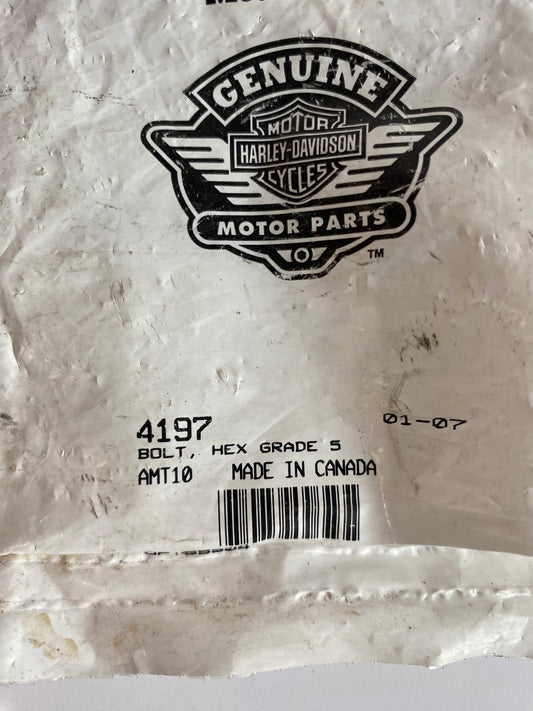 GENUINE
MOTOR
HARLEY-DAVIDSON
CYCLES
MOTOR PARTS
TM
4197
01-07
BOLT, HEX GRADE 5
AMT10 MADE IN CANADA